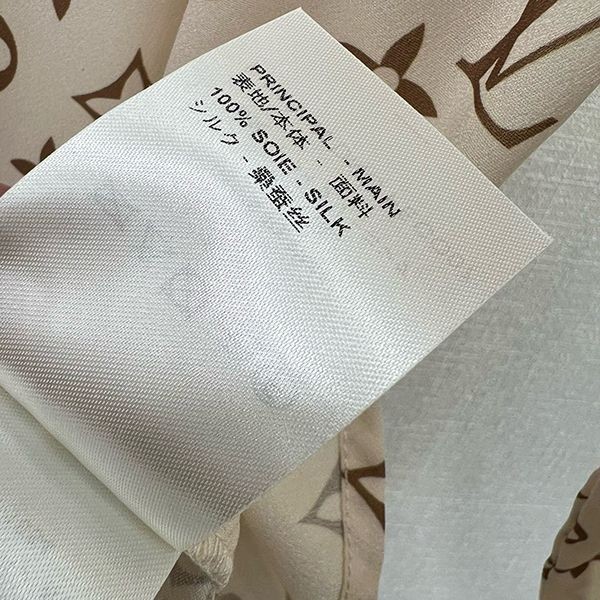 PRINCIPAL - MAIN
表地/本体 - 面料
100% SOIE - SILK
シルク - 桑蚕丝